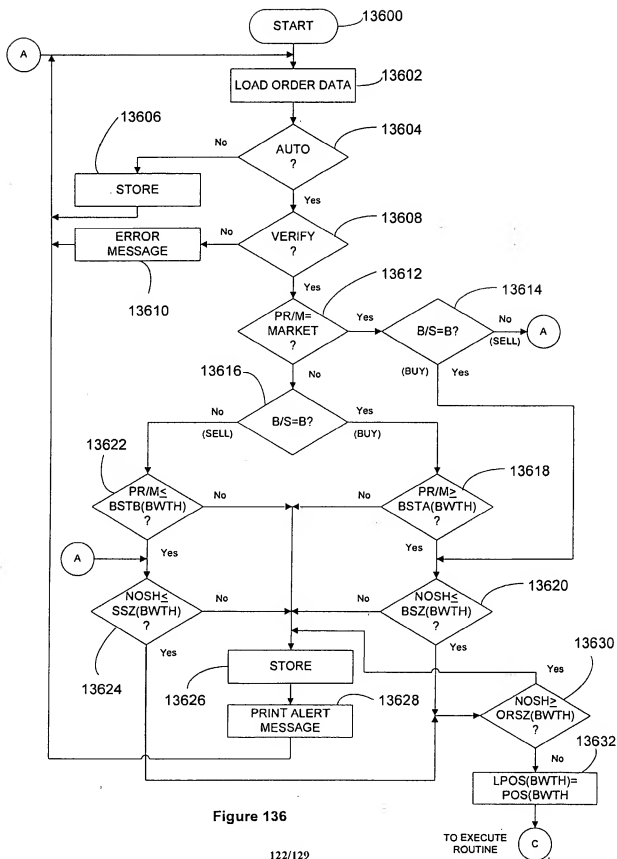 START
13600
A
LOAD ORDER DATA
13602
13606
No
AUTO
?
13604
STORE
Yes
ERROR
MESSAGE
No
VERIFY
?
13608
13610
Yes
13612
PR/M=
MARKET
?
Yes
13614
B/S=B?
No
(SELL)
A
13616
No
(BUY)
Yes
No
(SELL)
B/S=B?
Yes
(BUY)
13622
PR/M≤
BSTB(BWTH)
?
No
No
PR/M≥
BSTA(BWTH)
?
13618
A
Yes
Yes
NOSH≤
SSZ(BWTH)
?
No
No
NOSH≤
BSZ(BWTH)
?
13620
13624
Yes
Yes
STORE
13626
Yes
13630
PRINT ALERT
MESSAGE
13628
NOSH≥
ORSZ(BWTH)
?
No
13632
LPOS(BWTH)=
POS(BWTH
Figure 136
TO EXECUTE
ROUTINE
C
122/129